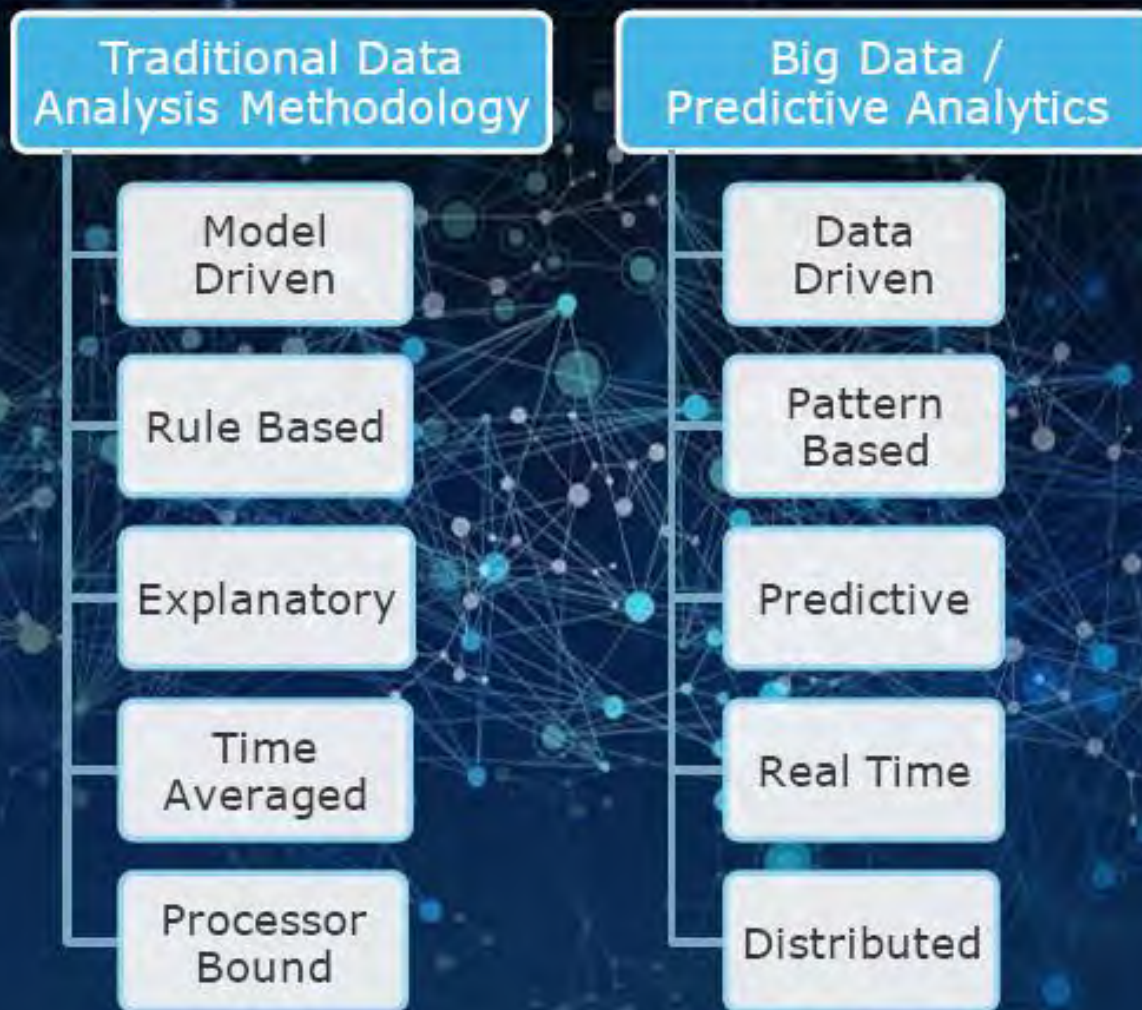 Traditional Data
Analysis Methodology
Model
Driven
Rule Based
Explanatory
Time
Averaged
Processor
Bound
Big Data /
Predictive Analytics
Data
Driven
Pattern
Based
Predictive
Real Time
Distributed